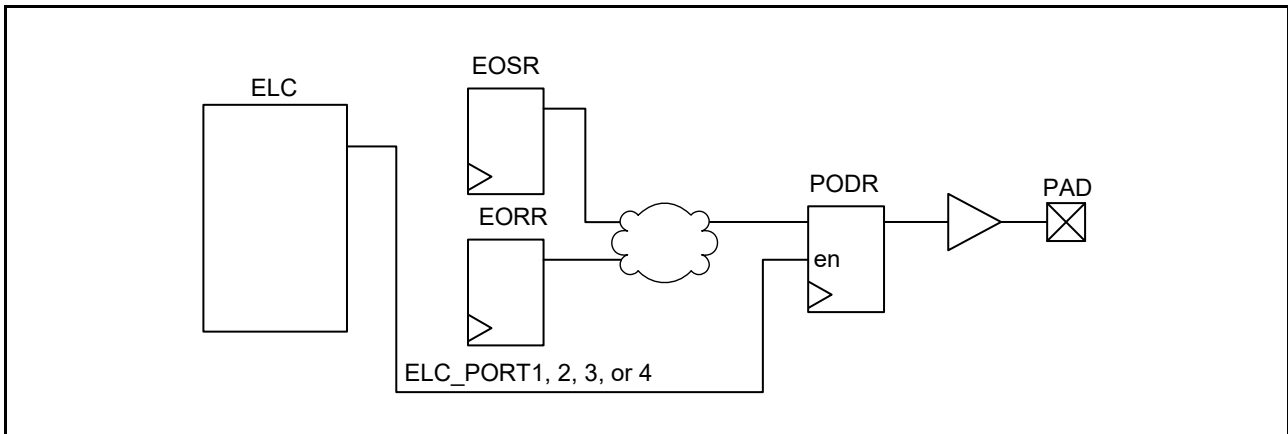 EOSR
ELC
PODR
PAD
EORR
en
ELC_PORT1, 2, 3, or 4